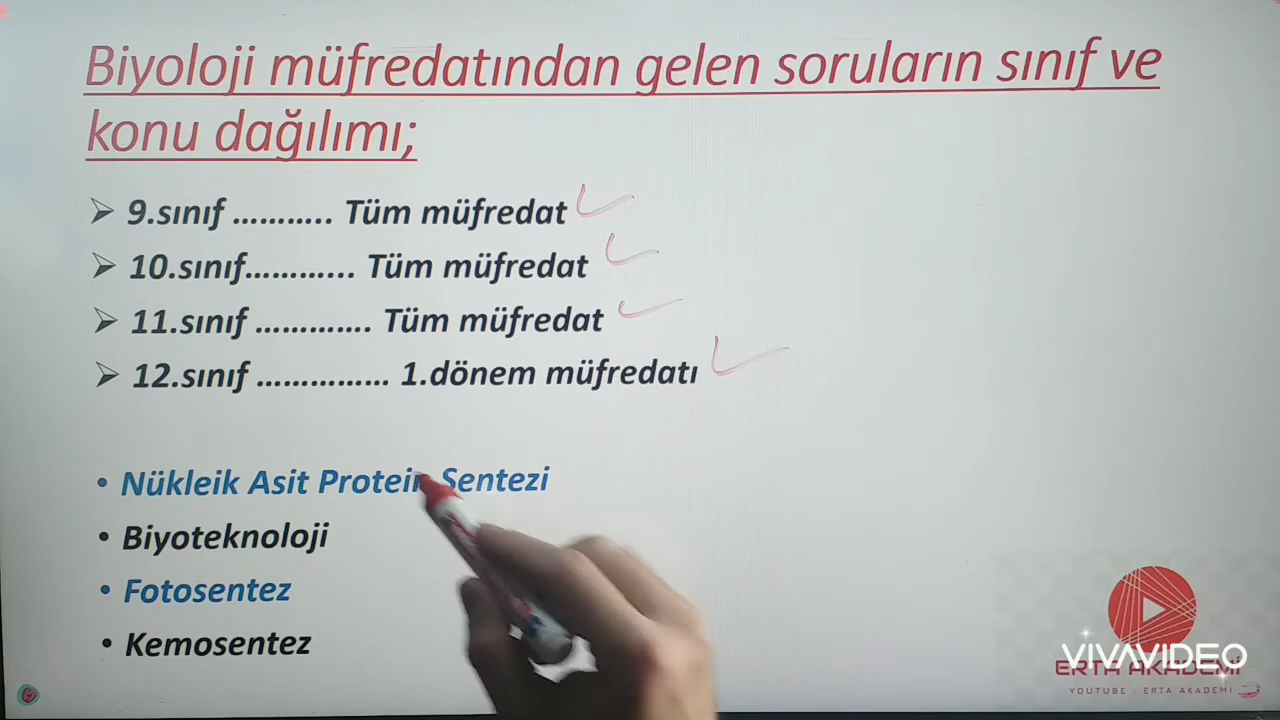 Biyoloji müfredatından gelen soruların sınıf ve
konu dağılımı;
➢ 9.sınıf ……….. Tüm müfredat
➢ 10.sınıf………... Tüm müfredat
➢ 11.sınıf …………. Tüm müfredat
➢ 12.sınıf …………… 1.dönem müfredatı
• Nükleik Asit Protein Sentezi
• Biyoteknoloji
• Fotosentez
• Kemosentez
VIVAVIDEO
ERTA AKADEMİ
YOUTUBE : ERTA AKADEMİ